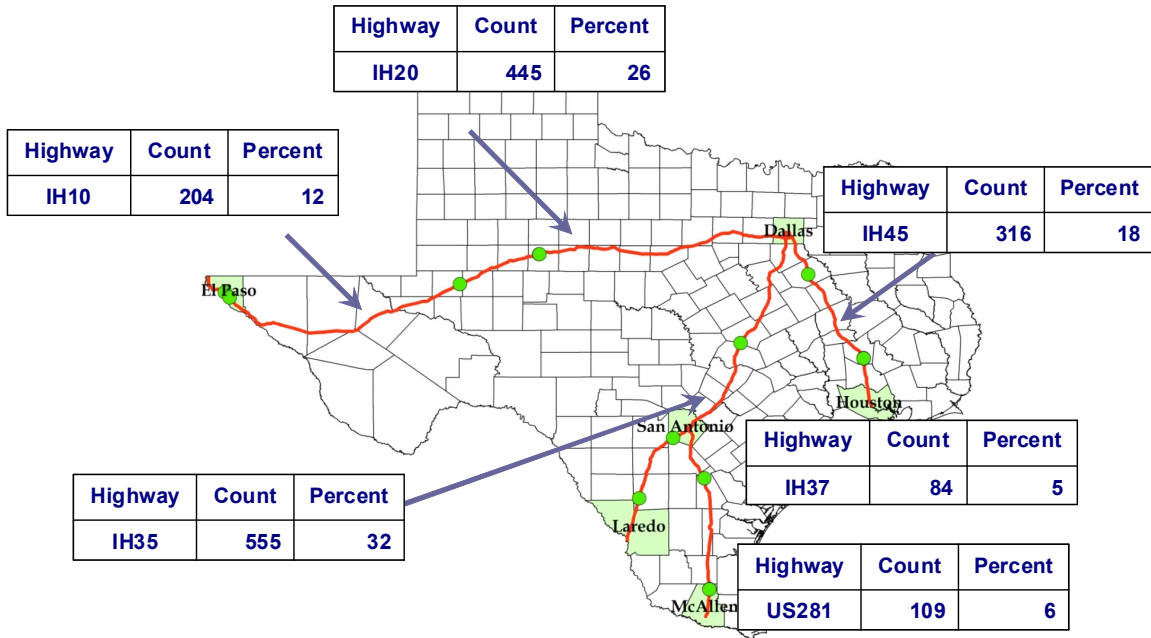 Highway Count Percent
IH20 445 26
Highway Count Percent
IH10 204 12
Highway Count Percent
IH45 316 18
Dallas
El Paso
Houston
San Antonio
Highway Count Percent
IH37 84 5
Highway Count Percent
IH35 555 32
Laredo
Highway Count Percent
US281 109 6
McAllen